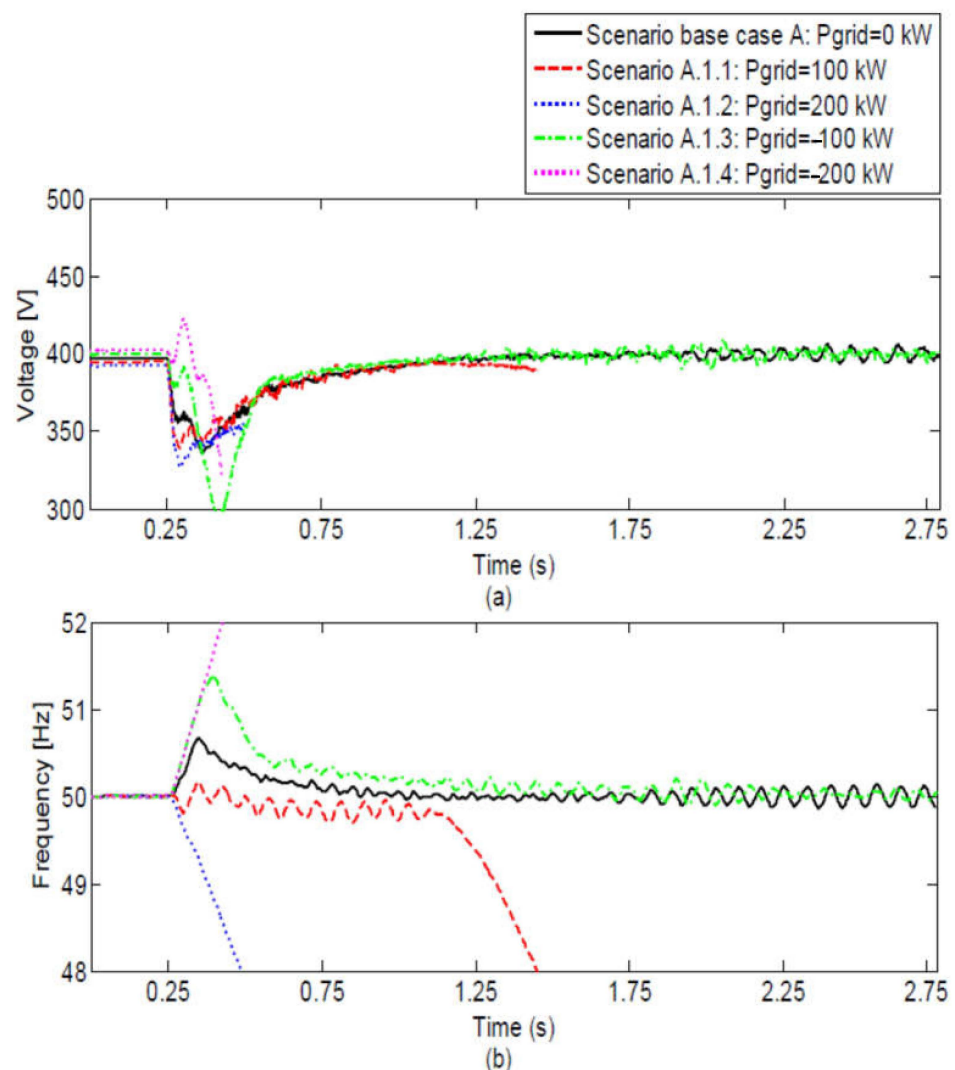 Scenario base case A: Pgrid=0 kW
Scenario A.1.1: Pgrid=100 kW
Scenario A.1.2: Pgrid=200 kW
Scenario A.1.3: Pgrid=–100 kW
Scenario A.1.4: Pgrid=–200 kW
500
450
400
350
300
Voltage [V]
0.25 0.75 1.25 1.75 2.25 2.75
Time (s)
(a)
52
51
50
49
48
Frequency [Hz]
0.25 0.75 1.25 1.75 2.25 2.75
Time (s)
(b)